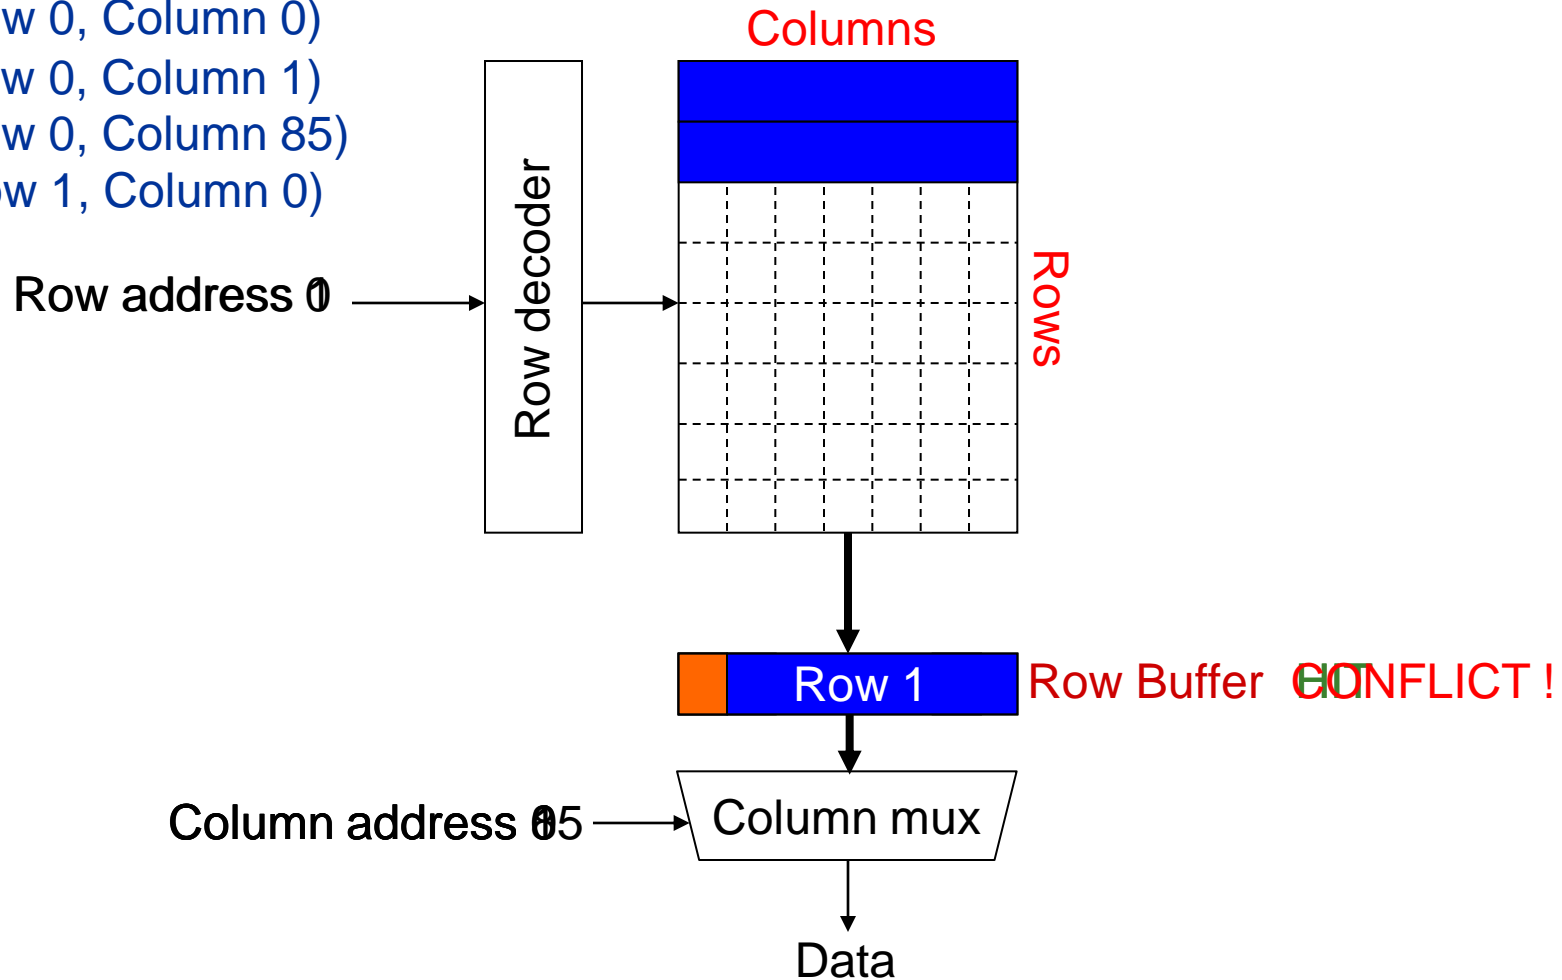 w 0, Column 0)
w 0, Column 1)
w 0, Column 85)
w 1, Column 0)
Columns
Row decoder
Rows
Row address
Row 1
Row Buffer CONFLICT !
Column address
Column mux
Data